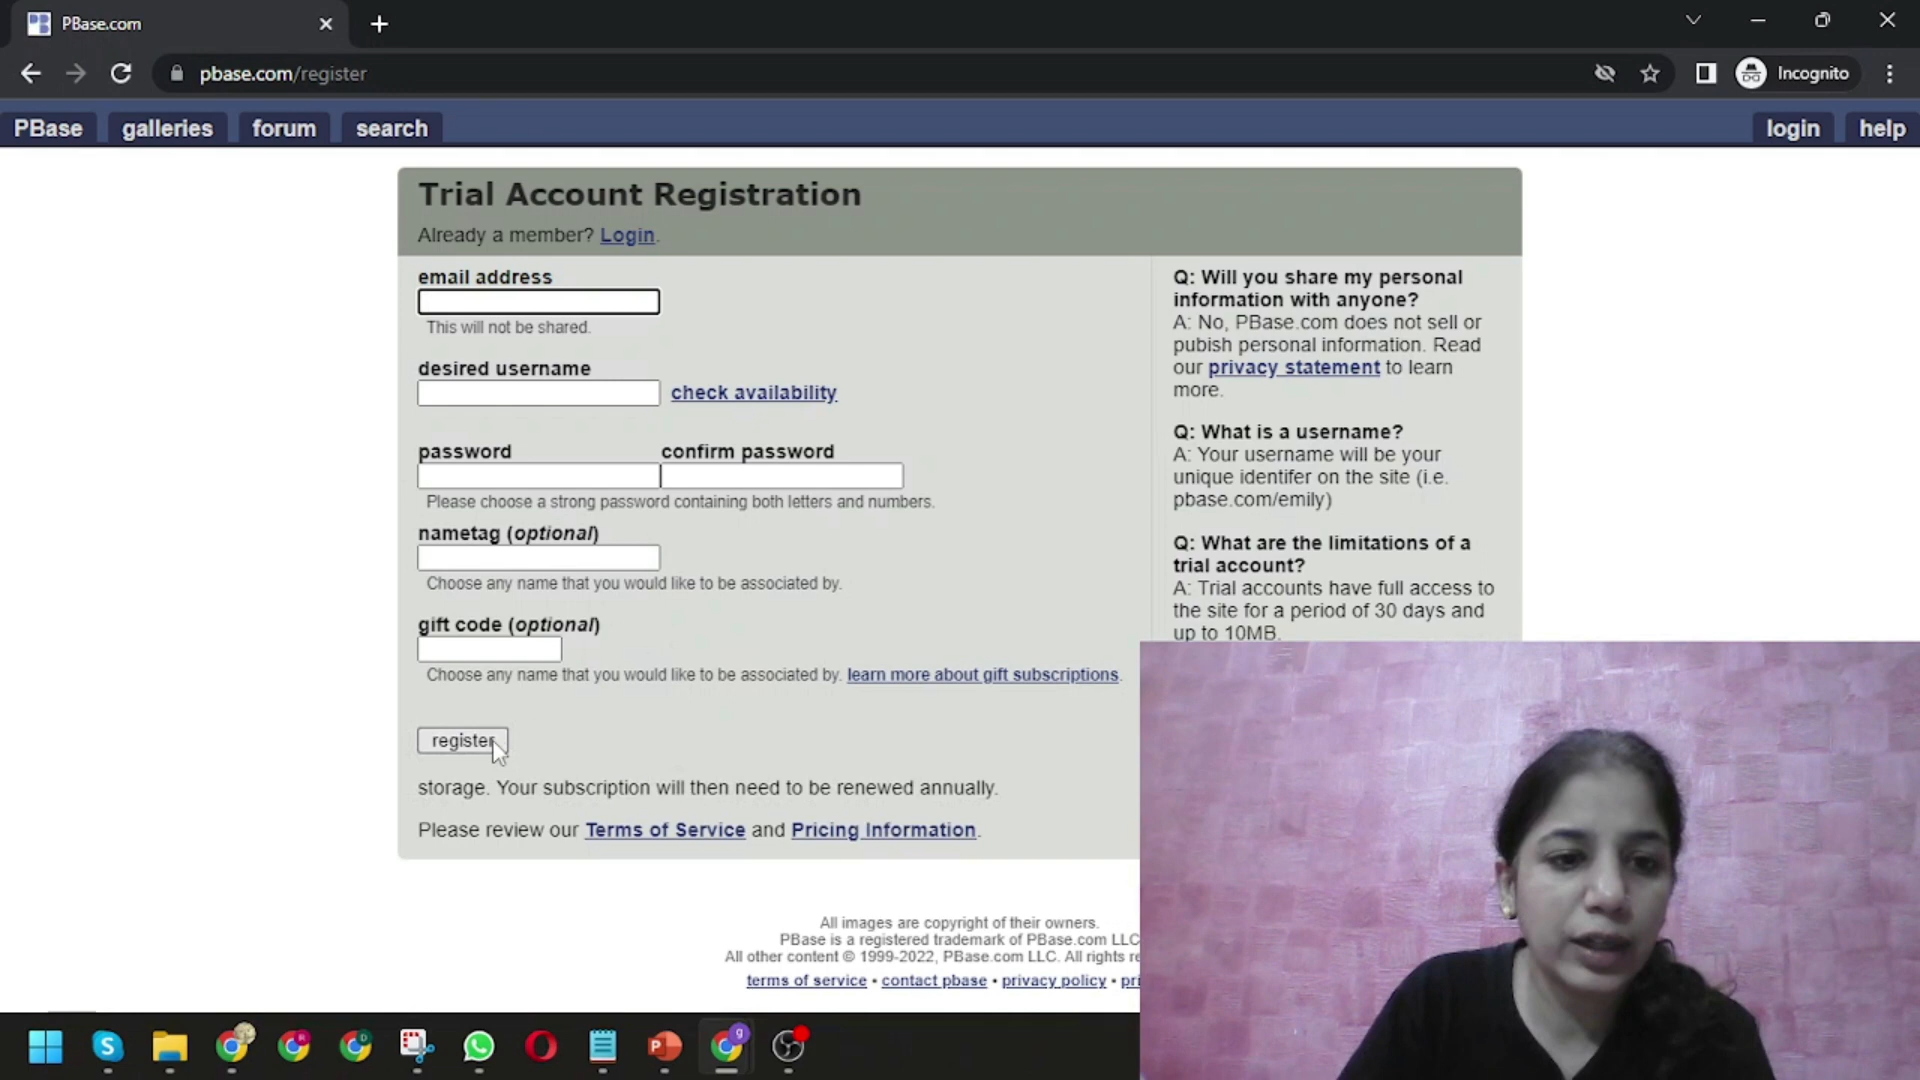 PBase.com
pbase.com/register
Incognito
PBase galleries forum search login help
Trial Account Registration
Already a member? Login.
email address
This will not be shared.
desired username
check availability
password confirm password
Please choose a strong password containing both letters and numbers.
nametag (optional)
Choose any name that you would like to be associated by.
gift code (optional)
Choose any name that you would like to be associated by. learn more about gift subscriptions.
register
storage. Your subscription will then need to be renewed annually.
Please review our Terms of Service and Pricing Information.
Q: Will you share my personal
information with anyone?
A: No, PBase.com does not sell or
pubish personal information. Read
our privacy statement to learn
more.
Q: What is a username?
A: Your username will be your
unique identifer on the site (i.e.
pbase.com/emily)
Q: What are the limitations of a
trial account?
A: Trial accounts have full access to
the site for a period of 30 days and
up to 10MB.
All images are copyright of their owners.
PBase is a registered trademark of PBase.com LLC
All other content © 1999-2022, PBase.com LLC. All rights re
terms of service • contact pbase • privacy policy • pri